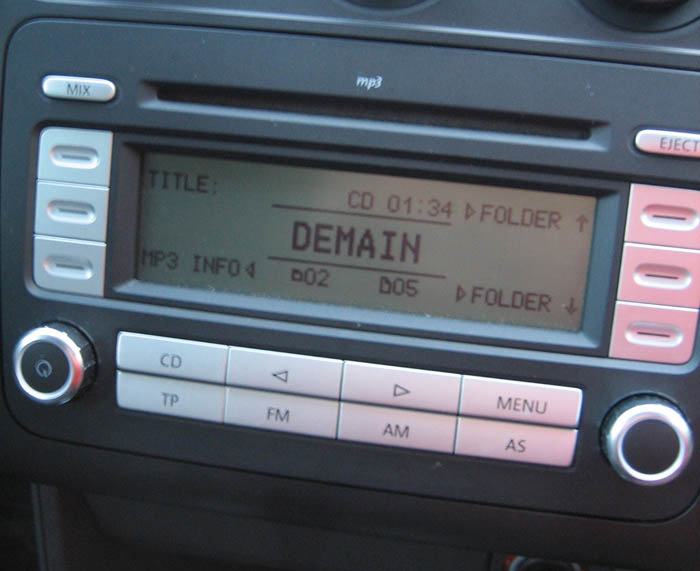 mp3
MIX
EJECT
TITLE:
CD 01:34 FOLDER ↑
DEMAIN
MP3 INFO
02 05 FOLDER ↓
CD
MENU
TP
FM
AM
AS